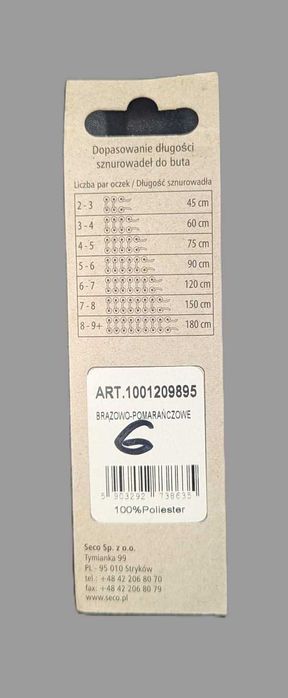 Dopasowanie długości
sznurowadeł do buta
Liczba par oczek / Długość sznurowadła
2 - 3 45 cm
3 - 4 60 cm
4 - 5 75 cm
5 - 6 90 cm
6 - 7 120 cm
7 - 8 150 cm
8 - 9+ 180 cm
ART.1001209895
BRĄZOWO-POMARAŃCZOWE
6
5 903292 738635
100%Poliester
Seco Sp. z o.o.
Tymianka 99
PL - 95 010 Stryków
tel.: +48 42 206 80 70
fax: +48 42 206 80 79
www.seco.pl